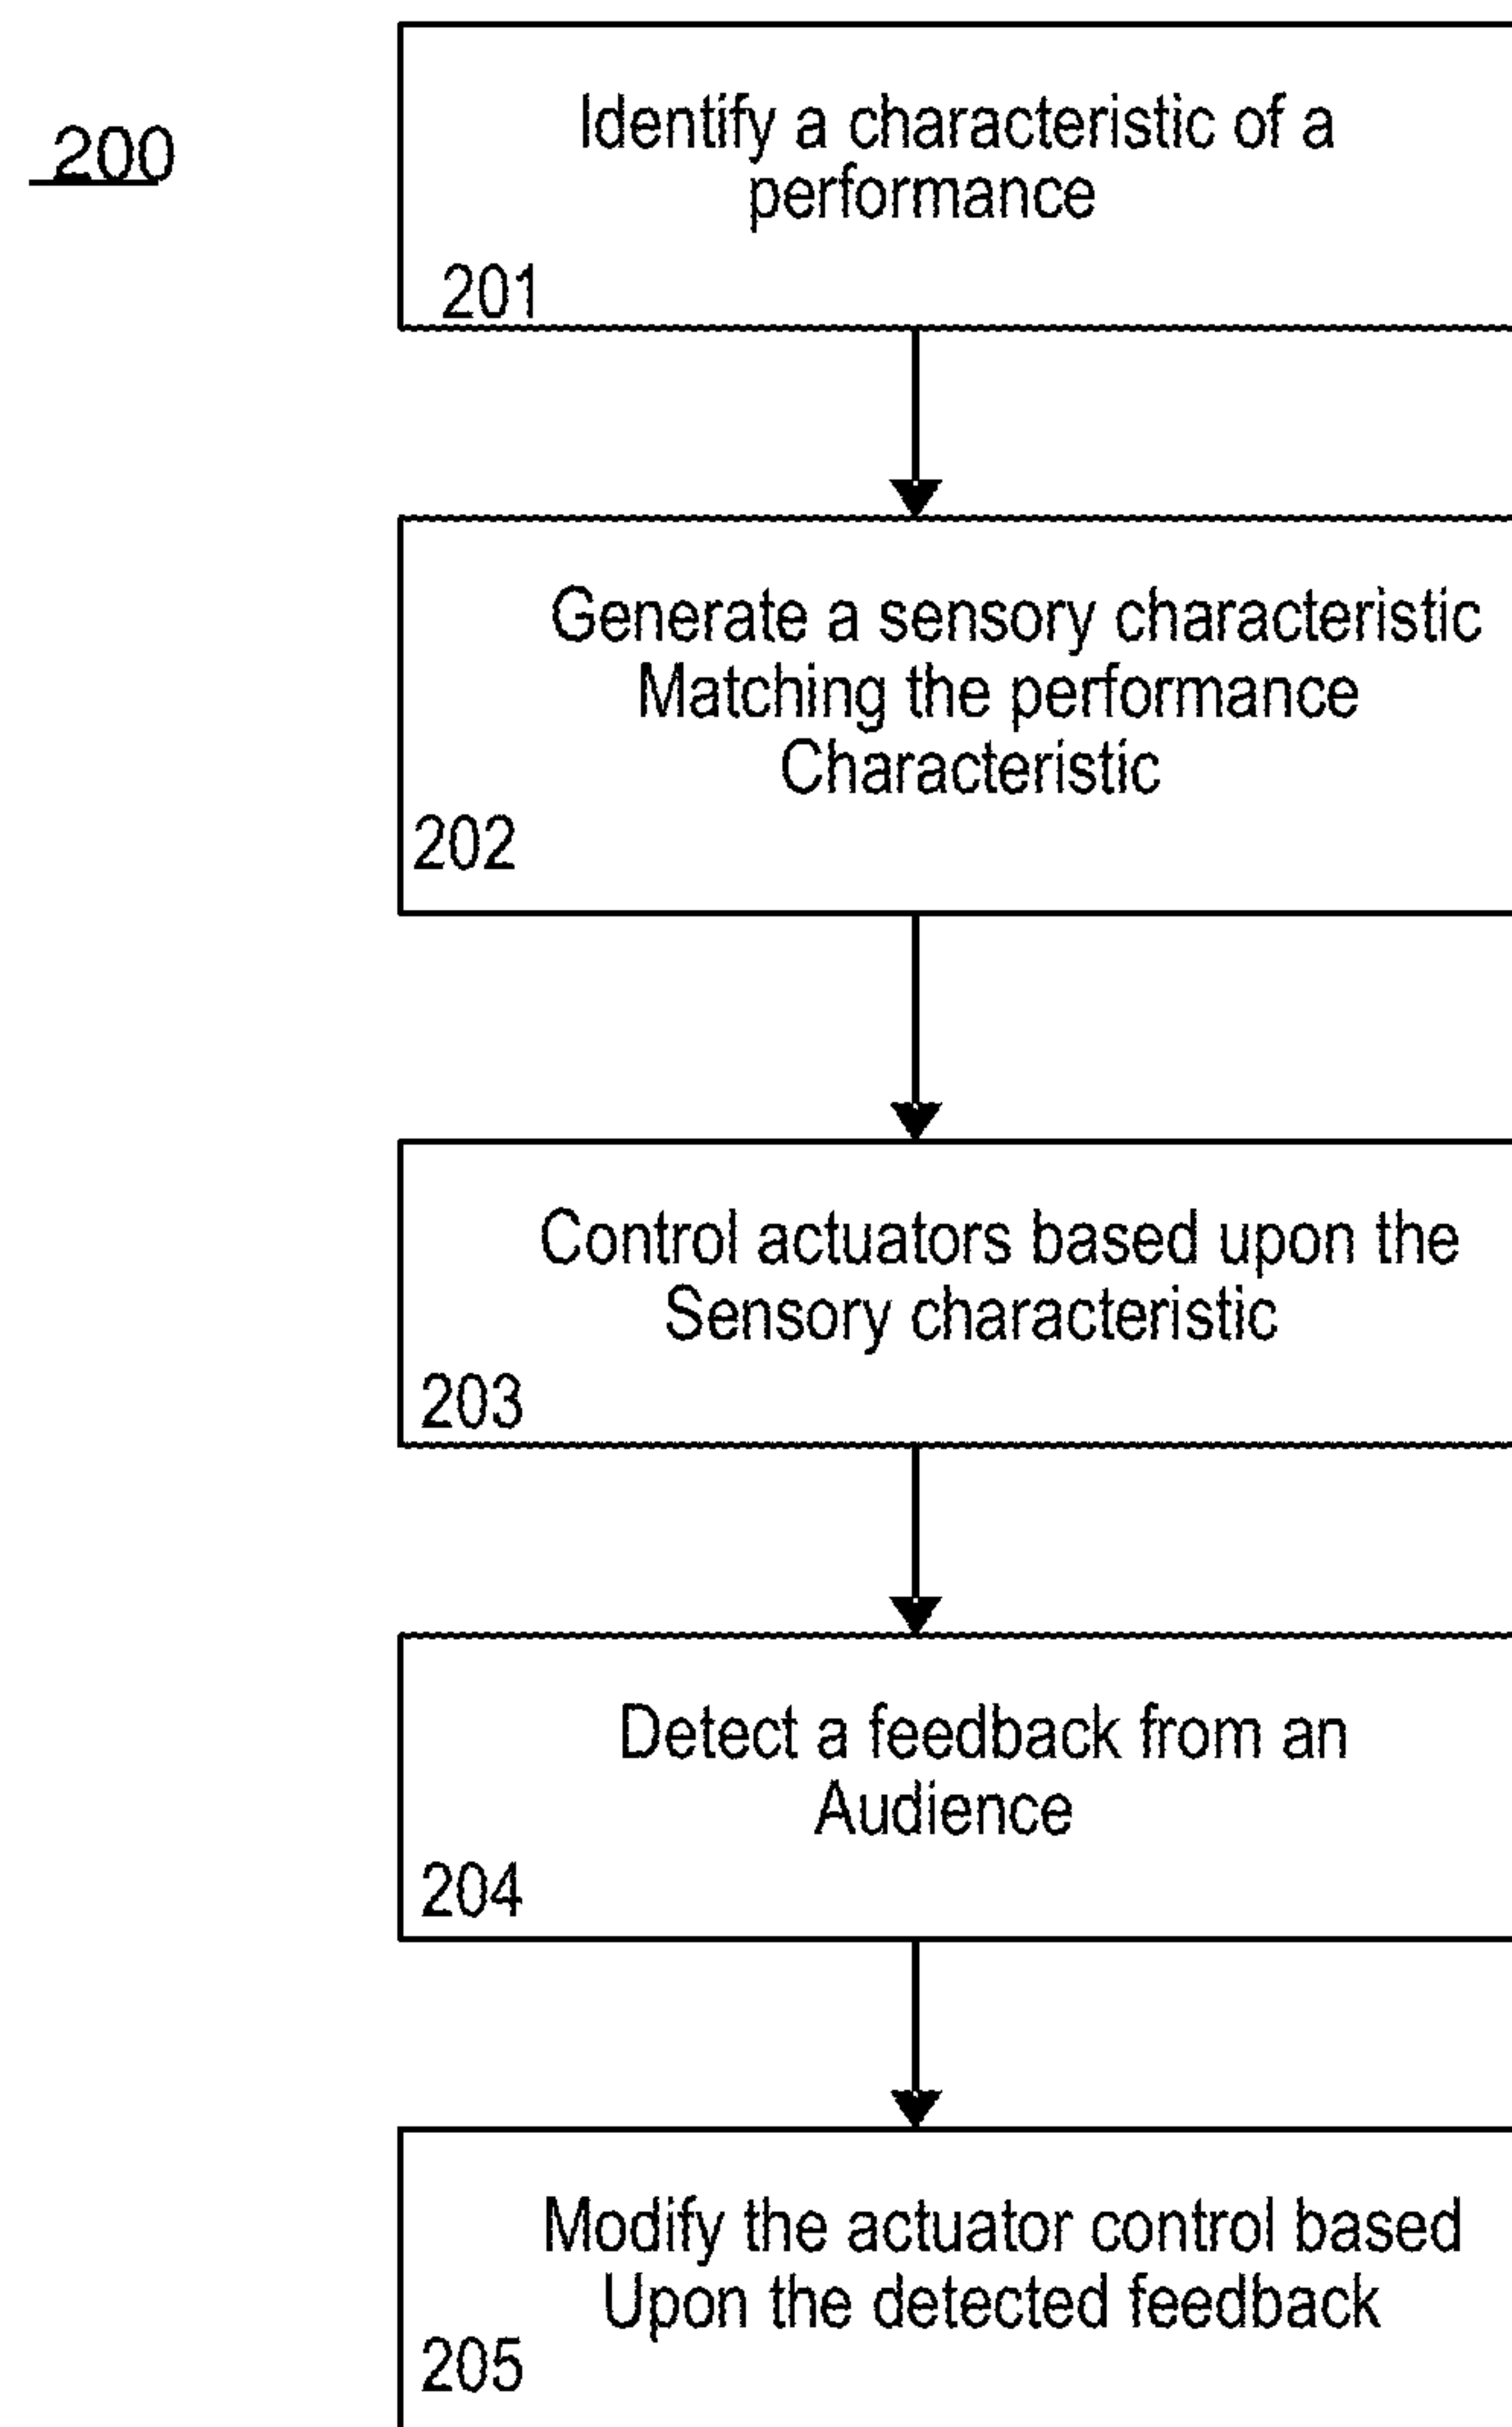 200
Identify a characteristic of a
performance
201
Generate a sensory characteristic
Matching the performance
Characteristic
202
Control actuators based upon the
Sensory characteristic
203
Detect a feedback from an
Audience
204
Modify the actuator control based
Upon the detected feedback
205